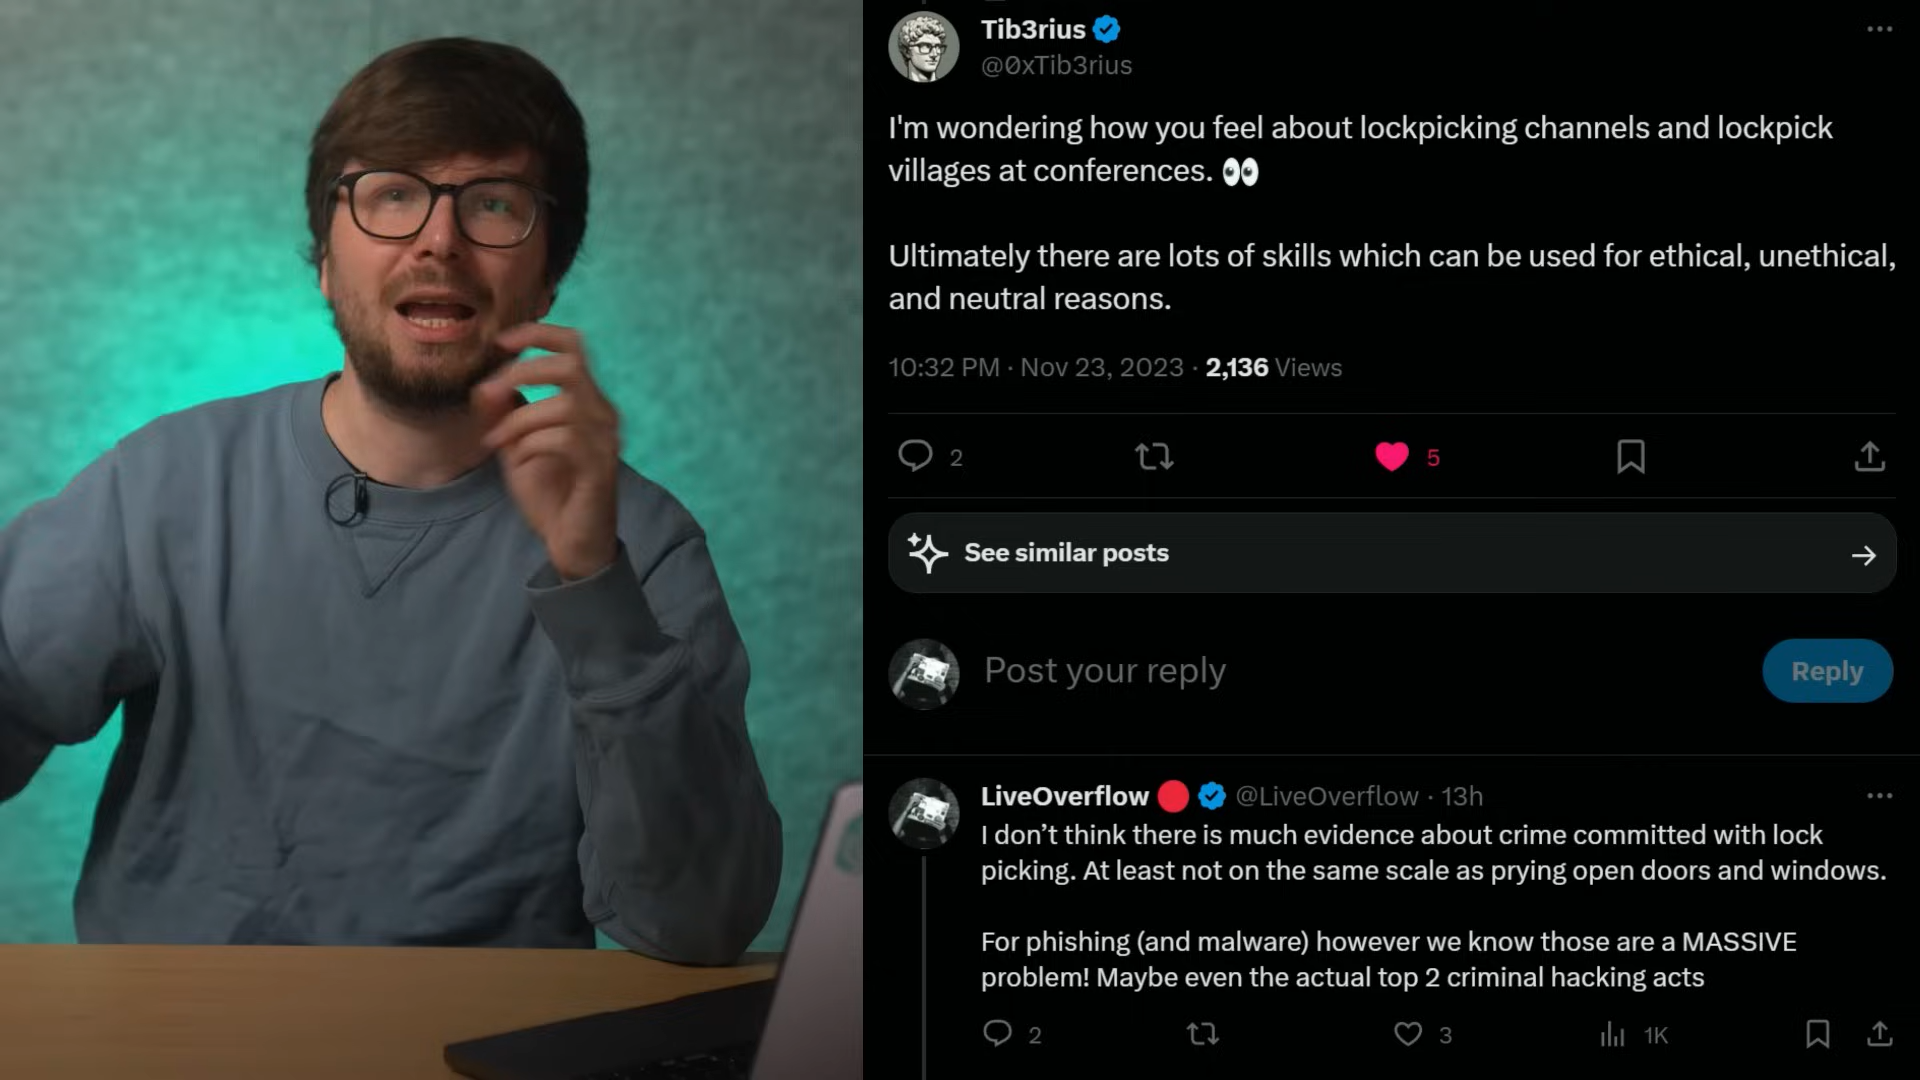 Tib3rius
@0xTib3rius
I'm wondering how you feel about lockpicking channels and lockpick
villages at conferences. 👀
Ultimately there are lots of skills which can be used for ethical, unethical,
and neutral reasons.
10:32 PM · Nov 23, 2023 · 2,136 Views
2
5
See similar posts
Post your reply
Reply
LiveOverflow 🔴 @LiveOverflow · 13h
I don’t think there is much evidence about crime committed with lock
picking. At least not on the same scale as prying open doors and windows.
For phishing (and malware) however we know those are a MASSIVE
problem! Maybe even the actual top 2 criminal hacking acts
2
3
1K